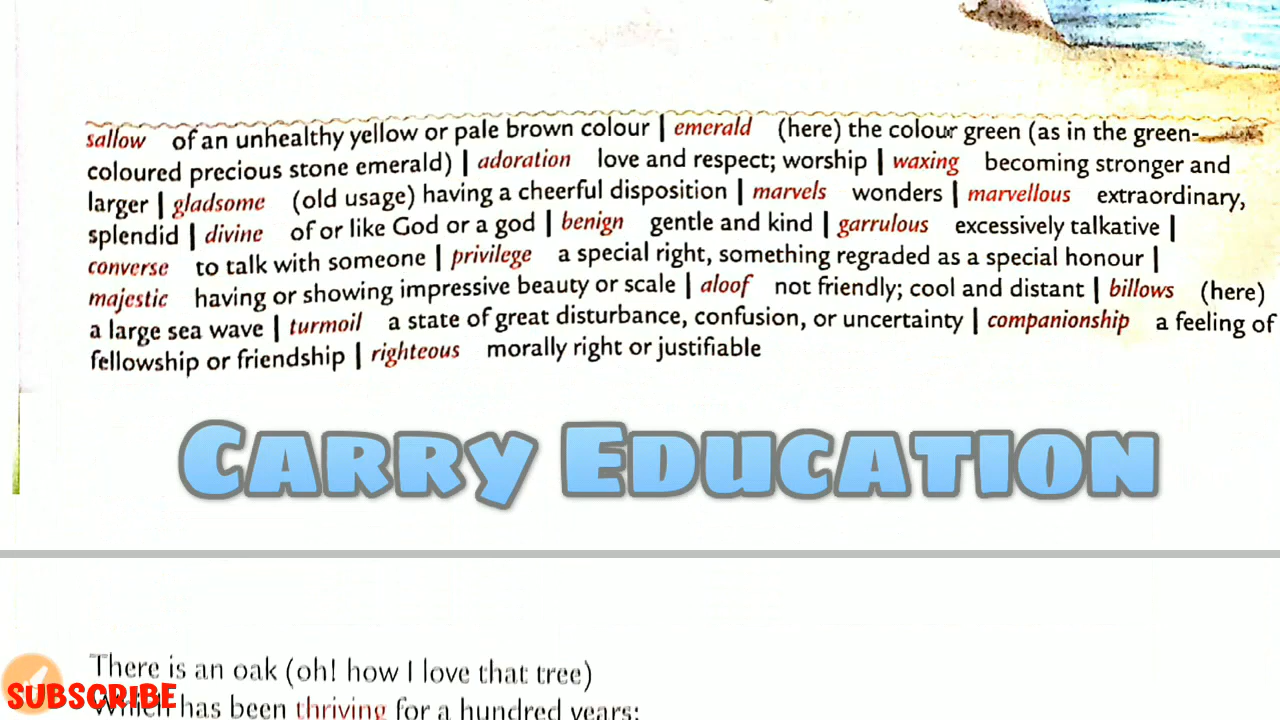 sallow of an unhealthy yellow or pale brown colour | emerald (here) the colour green (as in the green-
coloured precious stone emerald) | adoration love and respect; worship | waxing becoming stronger and
larger | gladsome (old usage) having a cheerful disposition | marvels wonders | marvellous extraordinary,
splendid | divine of or like God or a god | benign gentle and kind | garrulous excessively talkative |
converse to talk with someone | privilege a special right, something regraded as a special honour |
majestic having or showing impressive beauty or scale | aloof not friendly; cool and distant | billows (here)
a large sea wave | turmoil a state of great disturbance, confusion, or uncertainty | companionship a feeling of
fellowship or friendship | righteous morally right or justifiable
CARRY EDUCATION
There is an oak (oh! how I love that tree)
SUBSCRIBE
Which has been thriving for a hundred years;